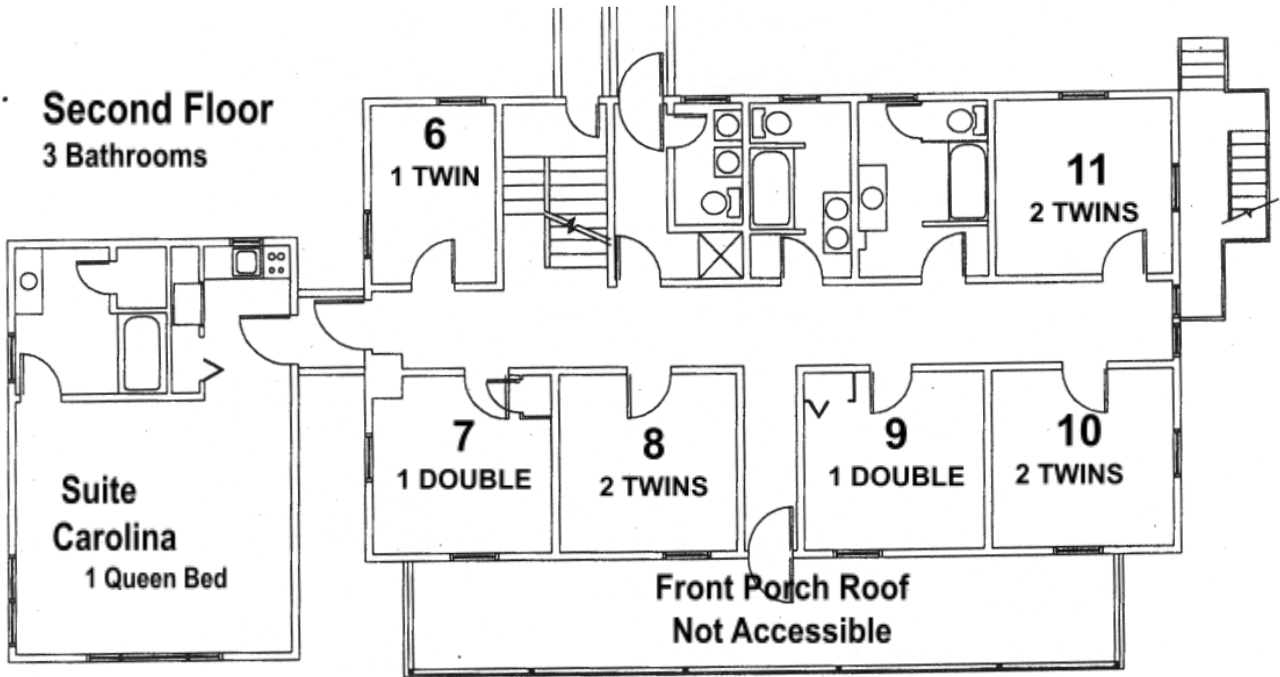 Second Floor
3 Bathrooms
6
1 TWIN
11
2 TWINS
7
1 DOUBLE
8
2 TWINS
9
1 DOUBLE
10
2 TWINS
Suite
Carolina
1 Queen Bed
Front Porch Roof
Not Accessible